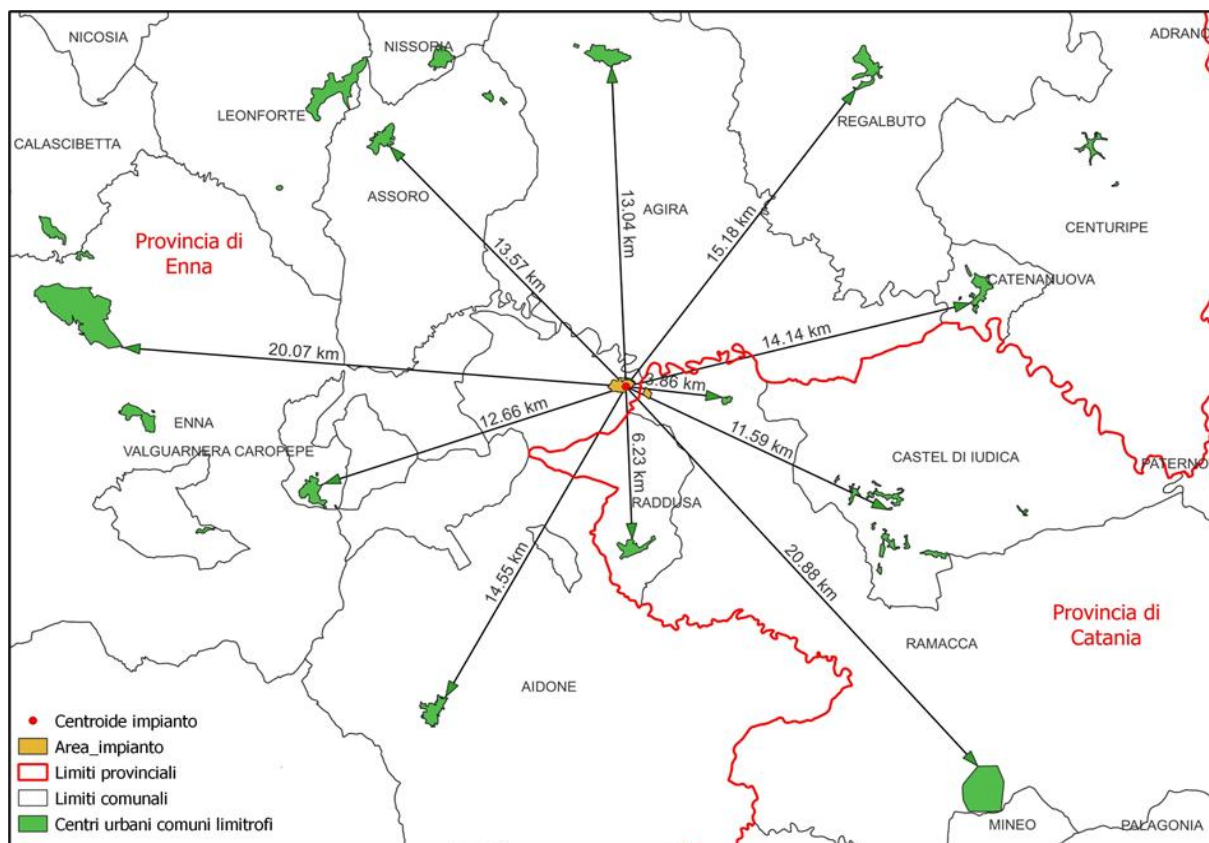 NICOSIA
NISSORIA
ADRANO
LEONFORTE
REGALBUTO
CALASCIBETTA
ASSORO
AGIRA
CENTURIPE
13.04 km
15.18 km
Provincia di
Enna
13.57 km
CATENANUOVA
14.14 km
20.07 km
3.86 km
12.66 km
ENNA
VALGUARNERA CAROPEPE
11.59 km
6.23 km
CASTEL DI IUDICA
PATERNO
RADDUSA
14.55 km
20.88 km
Provincia di
Catania
RAMACCA
AIDONE
Centroide impianto
Area_impianto
Limiti provinciali
Limiti comunali
Centri urbani comuni limitrofi
MINEO
PALAGONIA